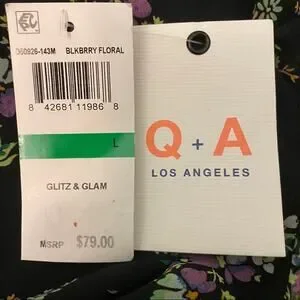 D60926-143M BLKBRRY FLORAL
8 42681 11986 8
L
GLITZ & GLAM
MSRP $79.00
Q + A
LOS ANGELES